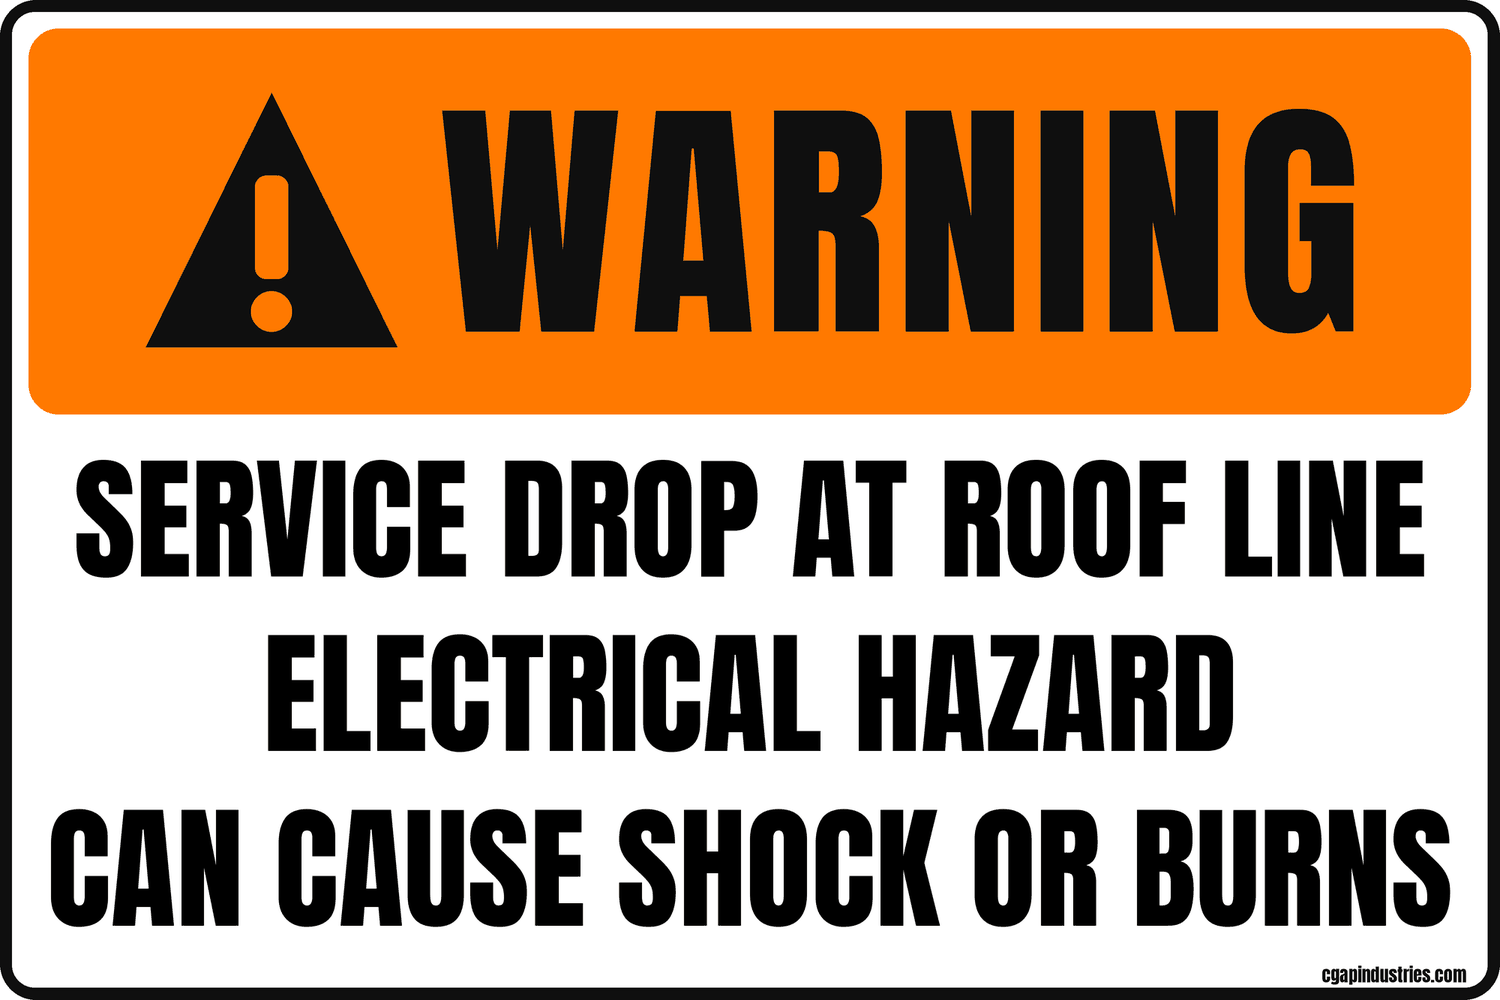 WARNING
SERVICE DROP AT ROOF LINE
ELECTRICAL HAZARD
CAN CAUSE SHOCK OR BURNS
cgapindustries.com